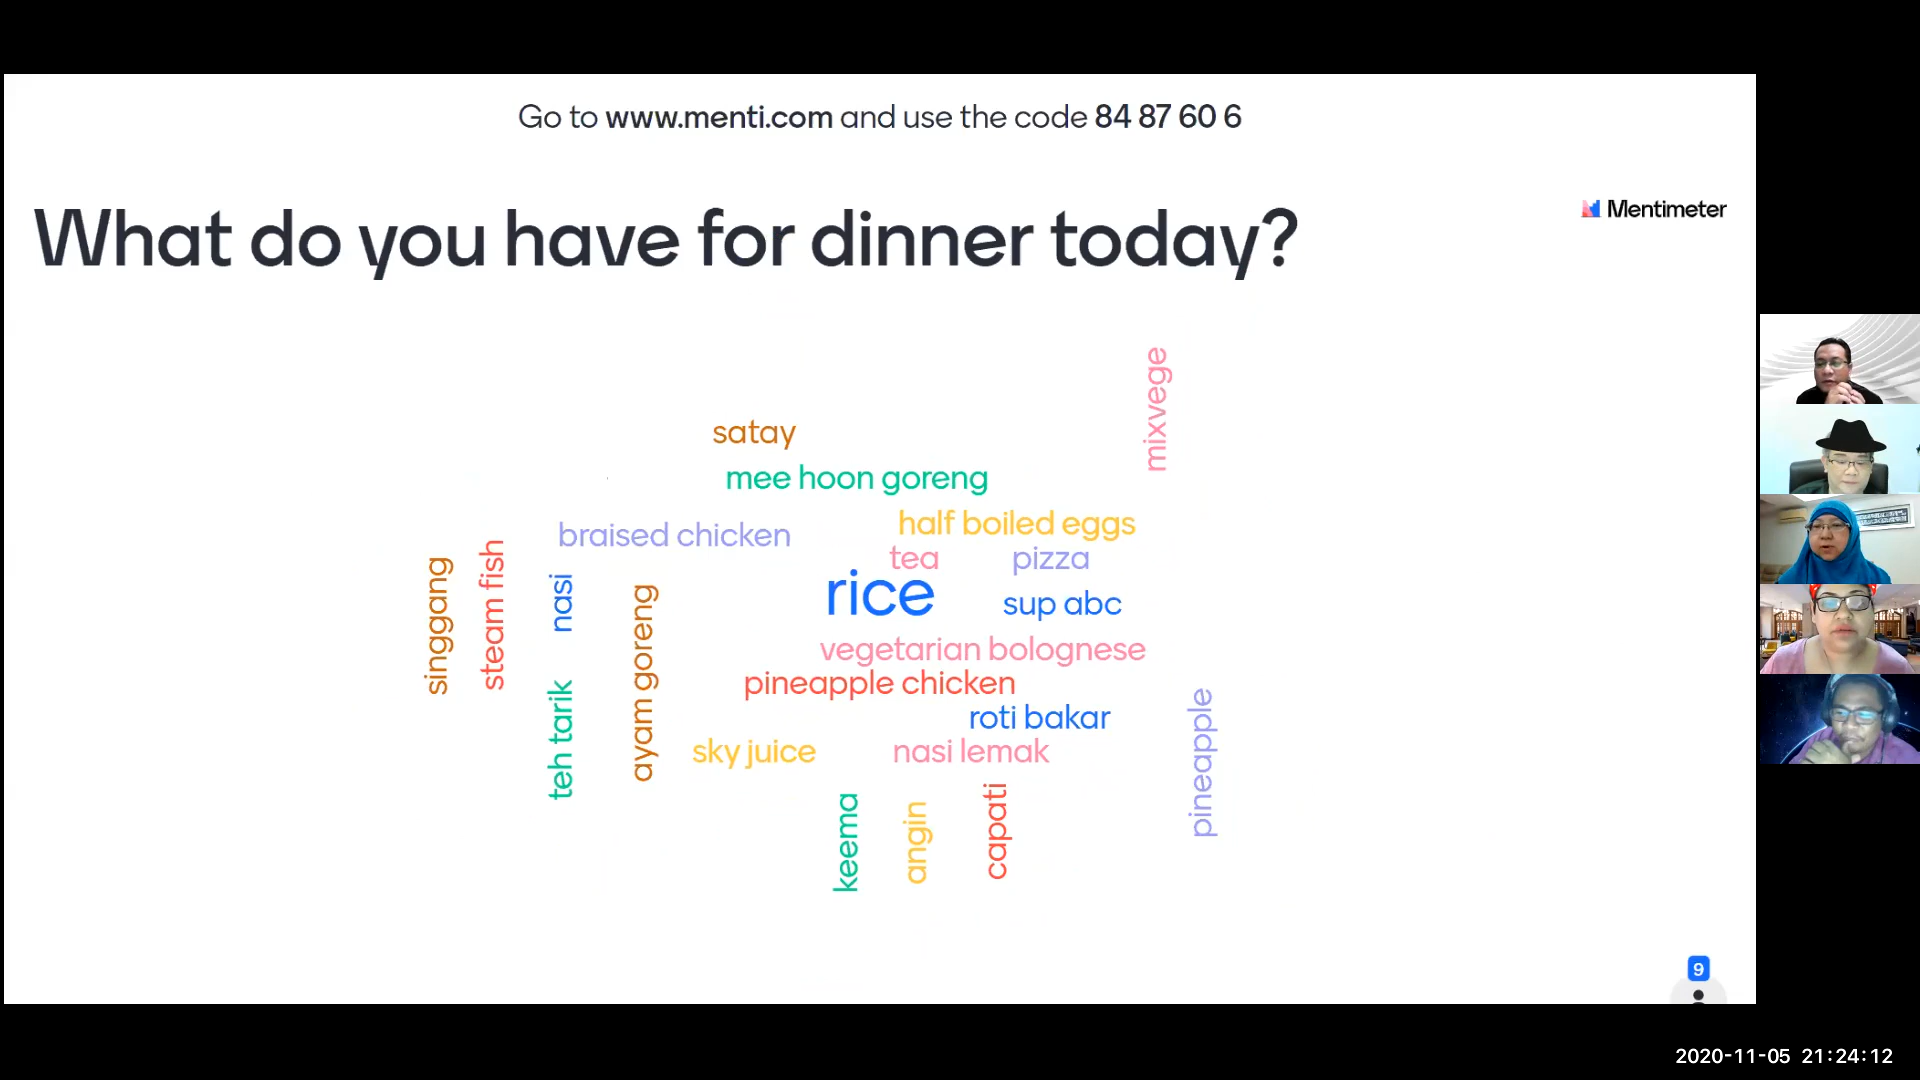 Go to www.menti.com and use the code 84 87 60 6
Mentimeter
What do you have for dinner today?
mixvege
satay
mee hoon goreng
half boiled eggs
braised chicken
tea
pizza
singgang
steam fish
nasi
ayam goreng
rice
sup abc
vegetarian bolognese
pineapple chicken
teh tarik
roti bakar
pineapple
sky juice
nasi lemak
keema
angin
capati
9
2020-11-05 21:24:12